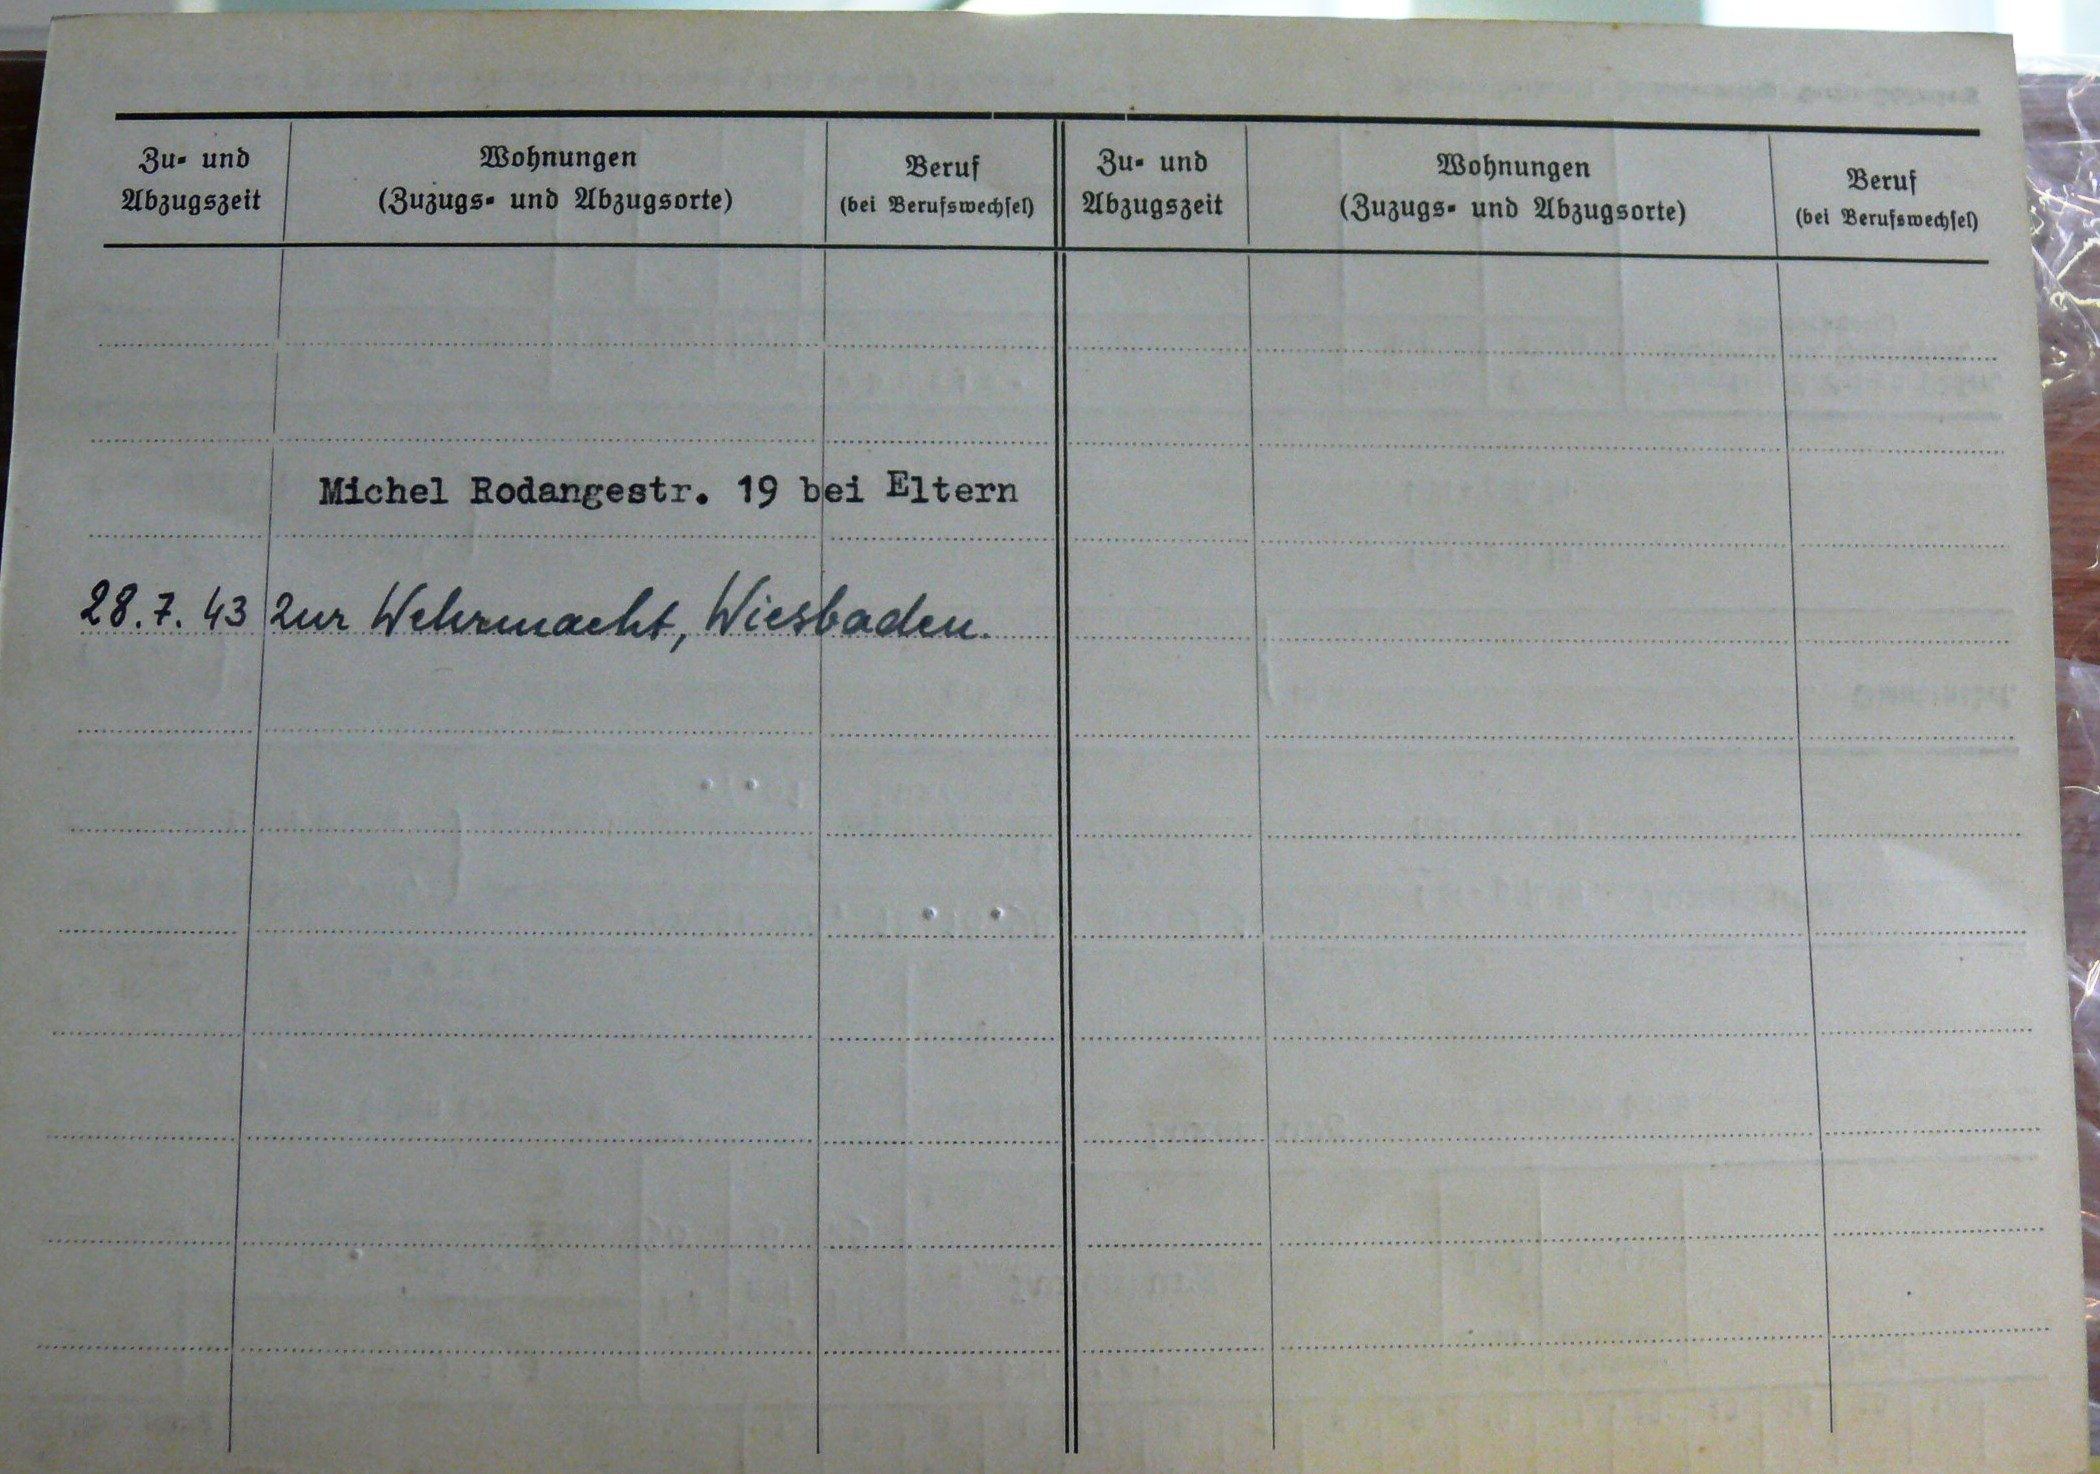 Zu- und Abzugszeit
Wohnungen
(Zuzugs- und Abzugsorte)
Beruf
(bei Berufswechsel)
Zu- und Abzugszeit
Wohnungen
(Zuzugs- und Abzugsorte)
Beruf
(bei Berufswechsel)
Michel Rodangestr. 19 bei Eltern
28.7.43 zur Wehrmacht, Wiesbaden.